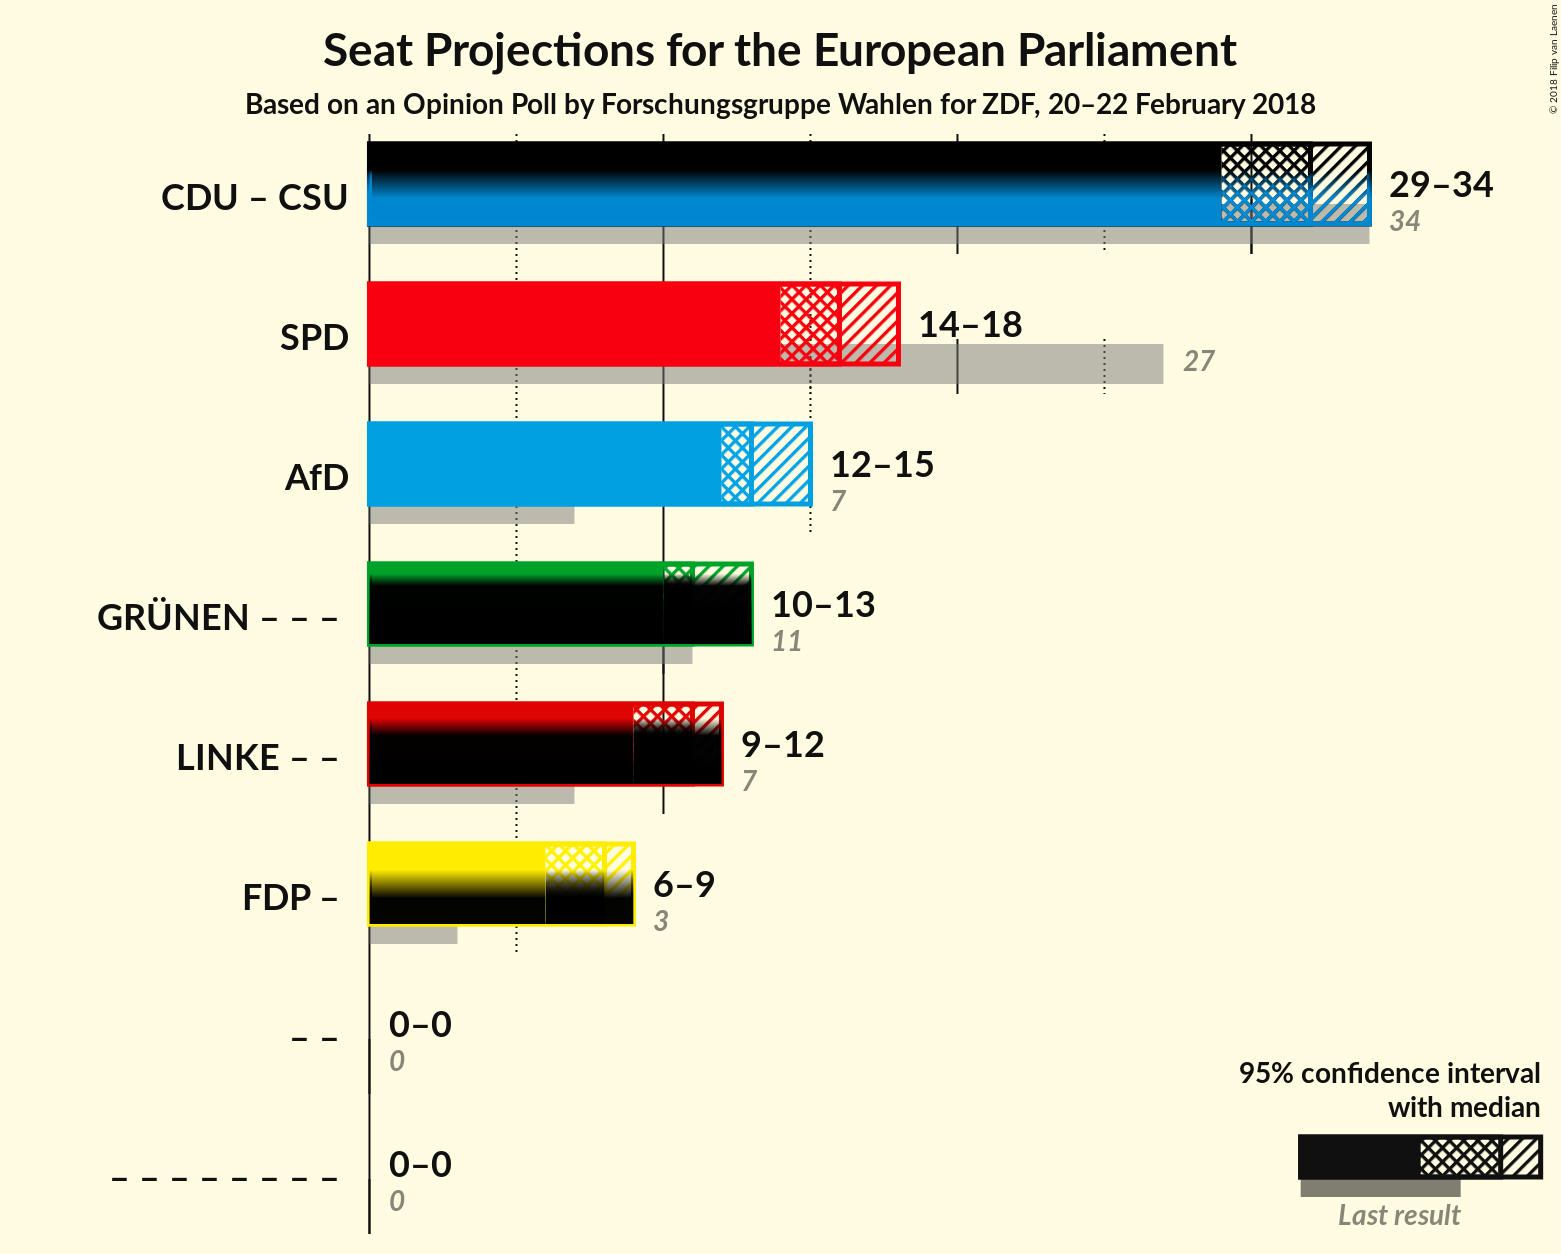 Seat Projections for the European Parliament
Based on an Opinion Poll by Forschungsgruppe Wahlen for ZDF, 20–22 February 2018
© 2018 Filip van Laenen
CDU – CSU
29–34
34
SPD
14–18
27
AfD
12–15
7
GRÜNEN – – –
10–13
11
LINKE – –
9–12
7
FDP –
6–9
3
– –
0–0
0
– – – – – – – –
0–0
0
95% confidence interval
with median
Last result